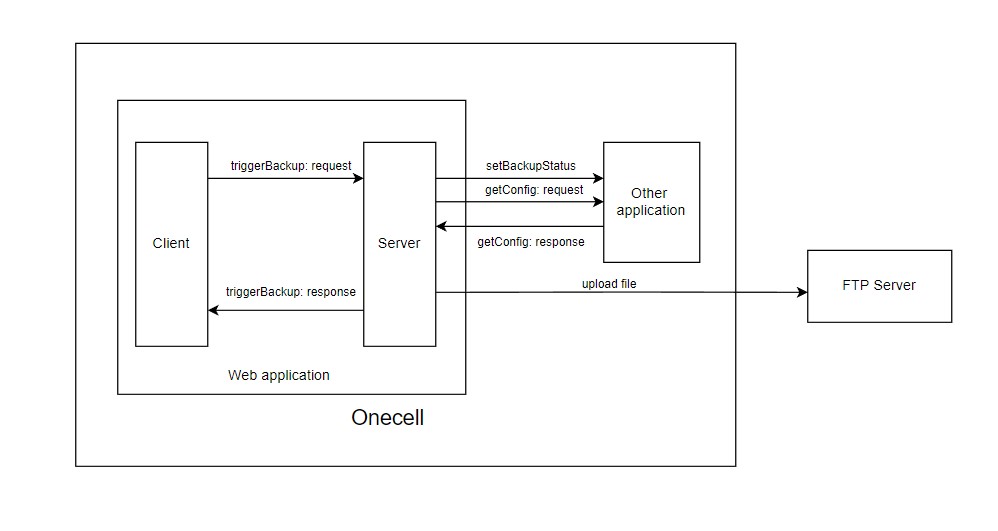 triggerBackup: request
setBackupStatus
getConfig: request
Other
application
Client
Server
getConfig: response
upload file
FTP Server
triggerBackup: response
Web application
Onecell